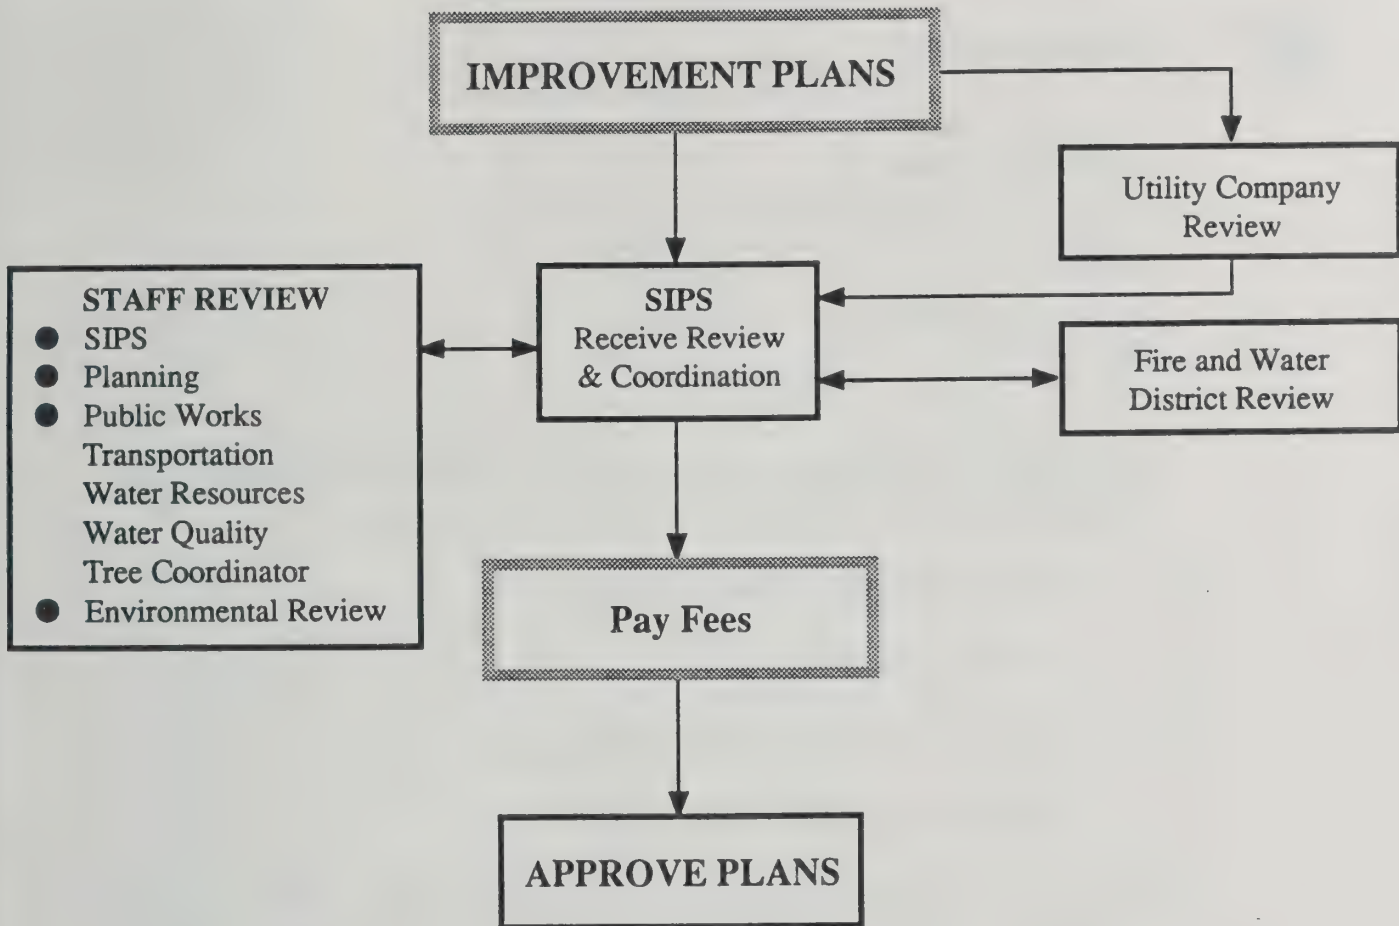 IMPROVEMENT PLANS
Utility Company
Review
STAFF REVIEW
● SIPS
● Planning
● Public Works
Transportation
Water Resources
Water Quality
Tree Coordinator
● Environmental Review
SIPS
Receive Review
& Coordination
Fire and Water
District Review
Pay Fees
APPROVE PLANS